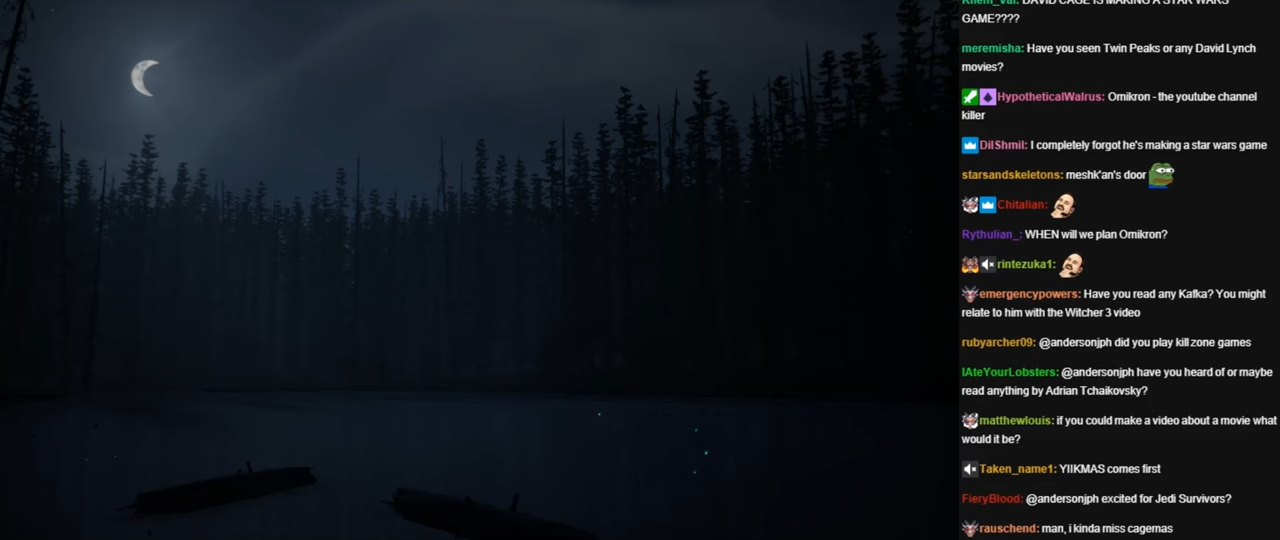 Khem_Val: DAVID CAGE IS MAKING A STAR WARS
GAME????
meremisha: Have you seen Twin Peaks or any David Lynch
movies?
HypotheticalWalrus: Omikron - the youtube channel
killer
DilShmil: I completely forgot he's making a star wars game
starsandskeletons: meshk'an's door
Chitalian:
Rythulian_: WHEN will we plan Omikron?
rintezuka1:
emergencypowers: Have you read any Kafka? You might
relate to him with the Witcher 3 video
rubyarcher09: @andersonjph did you play kill zone games
IAteYourLobsters: @andersonjph have you heard of or maybe
read anything by Adrian Tchaikovsky?
matthewlouis: if you could make a video about a movie what
would it be?
Taken_name1: YIIKMAS comes first
FieryBlood: @andersonjph excited for Jedi Survivors?
rauschend: man, i kinda miss cagemas